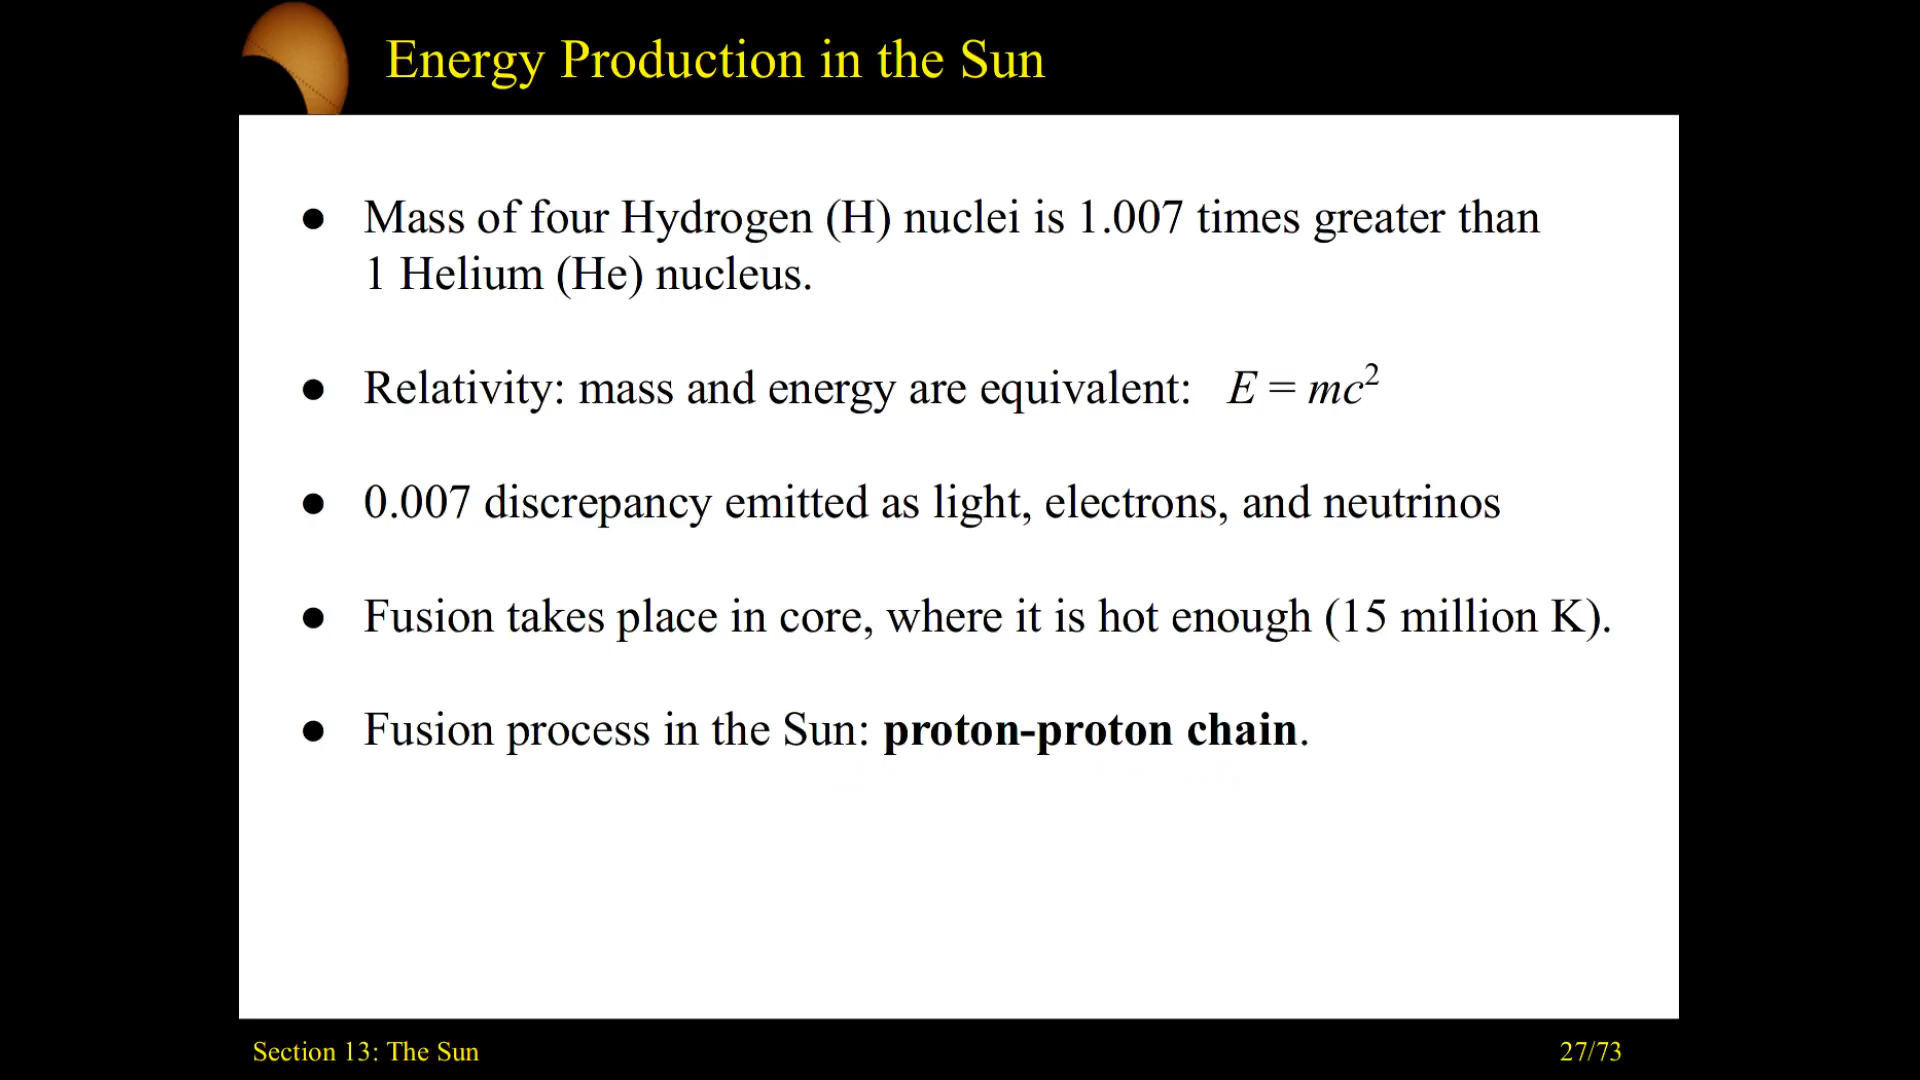 Energy Production in the Sun
● Mass of four Hydrogen (H) nuclei is 1.007 times greater than
1 Helium (He) nucleus.
● Relativity: mass and energy are equivalent: E = mc²
● 0.007 discrepancy emitted as light, electrons, and neutrinos
● Fusion takes place in core, where it is hot enough (15 million K).
● Fusion process in the Sun: proton-proton chain.
Section 13: The Sun
27/73